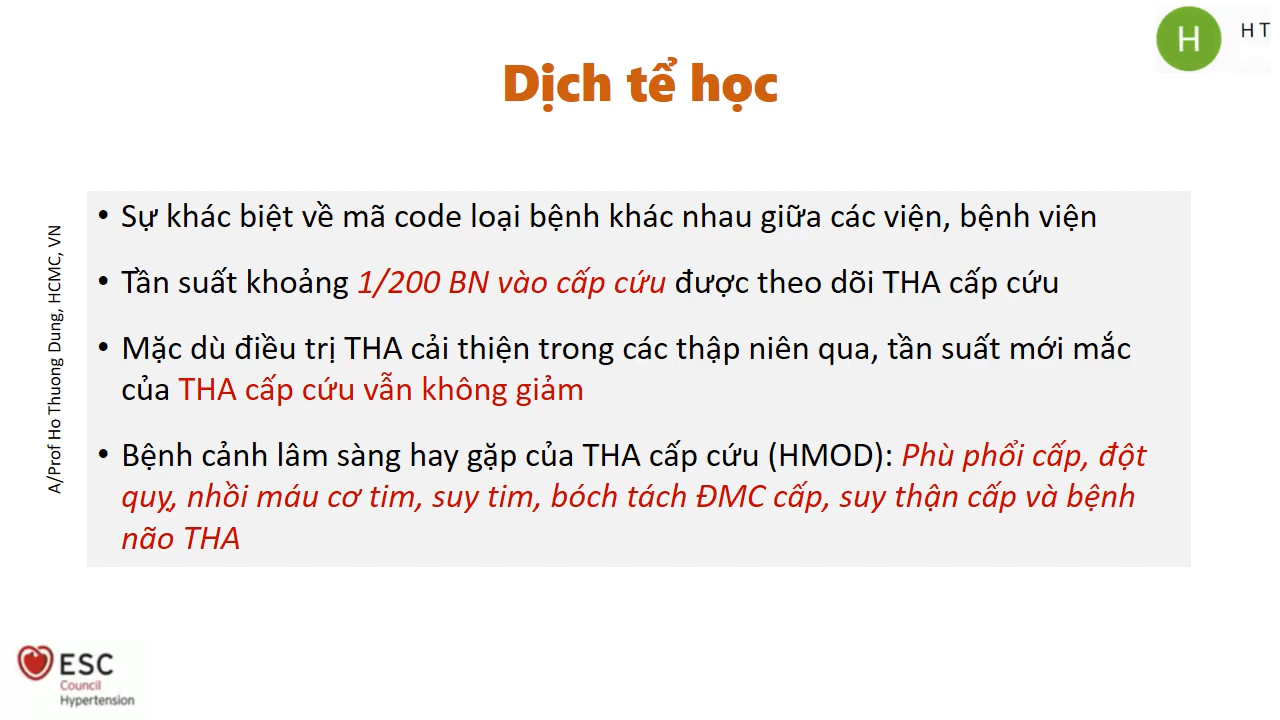 H
H T
Dịch tể học
• Sự khác biệt về mã code loại bệnh khác nhau giữa các viện, bệnh viện
• Tần suất khoảng 1/200 BN vào cấp cứu được theo dõi THA cấp cứu
• Mặc dù điều trị THA cải thiện trong các thập niên qua, tần suất mới mắc
của THA cấp cứu vẫn không giảm
• Bệnh cảnh lâm sàng hay gặp của THA cấp cứu (HMOD): Phù phổi cấp, đột
quỵ, nhồi máu cơ tim, suy tim, bóch tách ĐMC cấp, suy thận cấp và bệnh
não THA
A/Prof Ho Thuong Dung, HCMC, VN
ESC
Council
Hypertension